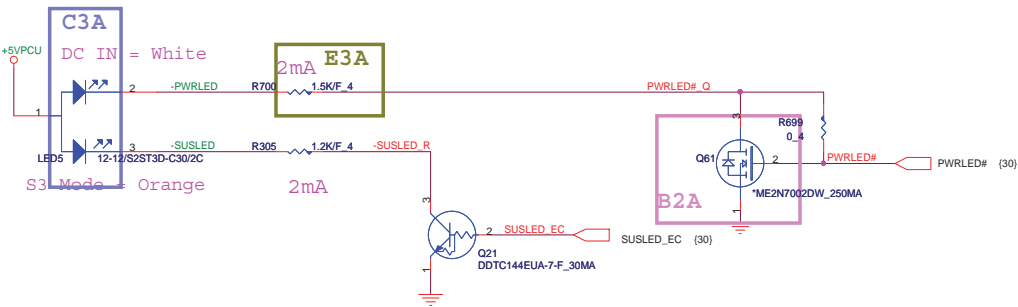 C3A
+5VPCU
DC IN = White
E3A
2mA
2
-PWRLED
R700
1.5K/F_4
PWRLED#_Q
1
3
R699
0_4
3
-SUSLED
R305
1.2K/F_4
-SUSLED_R
Q61
2
PWRLED#
PWRLED# {30}
LED5
12-12/S2ST3D-C30/2C
S3 Mode = Orange
2mA
*ME2N7002DW_250MA
B2A
1
3
2
SUSLED_EC
SUSLED_EC {30}
Q21
DDTC144EUA-7-F_30MA
1